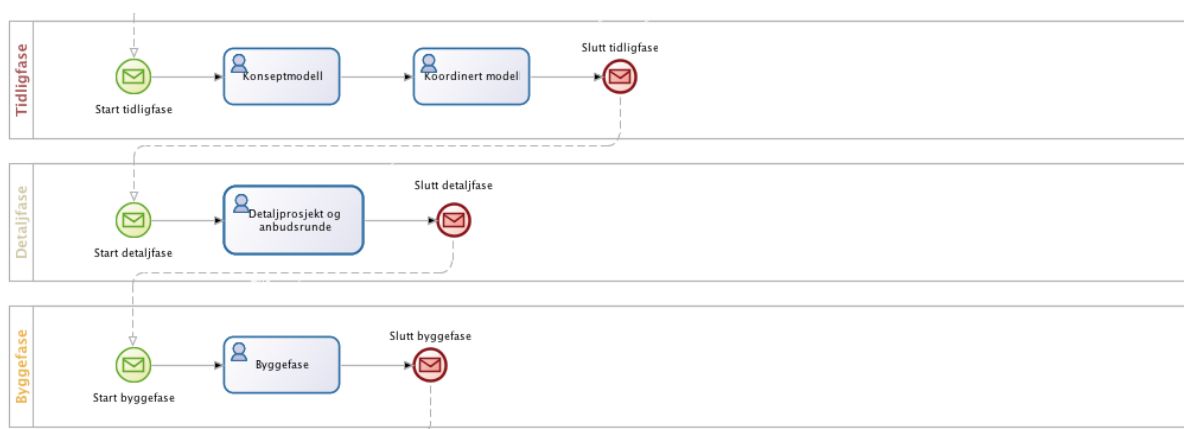 Tidligfase
Slutt tidligfase
Konseptmodell
Koordinert modell
Start tidligfase
Detaljfase
Slutt detaljfase
Detaljprosjekt og
anbudsrunde
Start detaljfase
Byggefase
Slutt byggefase
Byggefase
Start byggefase